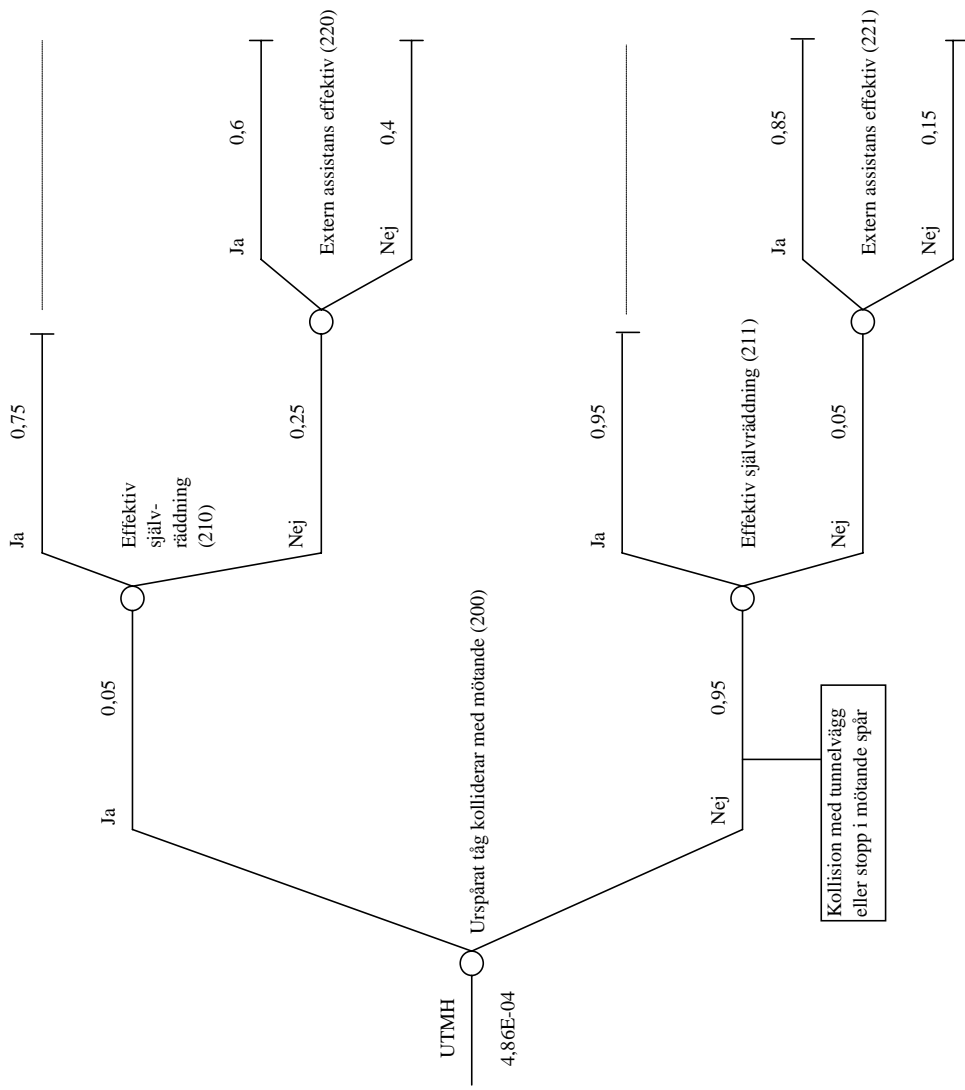 UTMH
4,86E-04
Urspårat tåg kolliderar med mötande (200)
Ja
0,05
Effektiv
själv-
räddning
(210)
Ja
0,75
Nej
0,25
Ja
0,6
Extern assistans effektiv (220)
Nej
0,4
Nej
0,95
Kollision med tunnelvägg
eller stopp i mötande spår
Ja
0,95
Effektiv självräddning (211)
Nej
0,05
Ja
0,85
Extern assistans effektiv (221)
Nej
0,15